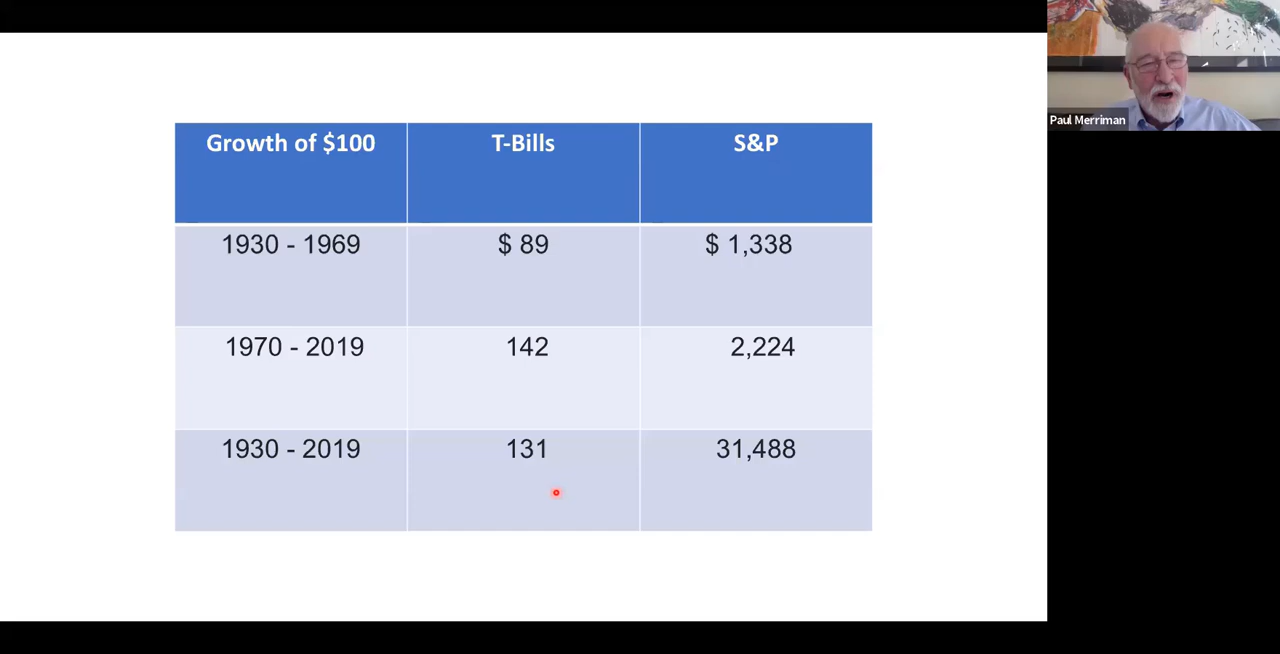 Growth of $100 T-Bills S&P
1930 - 1969 $ 89 $ 1,338
1970 - 2019 142 2,224
1930 - 2019 131 31,488
Paul Merriman